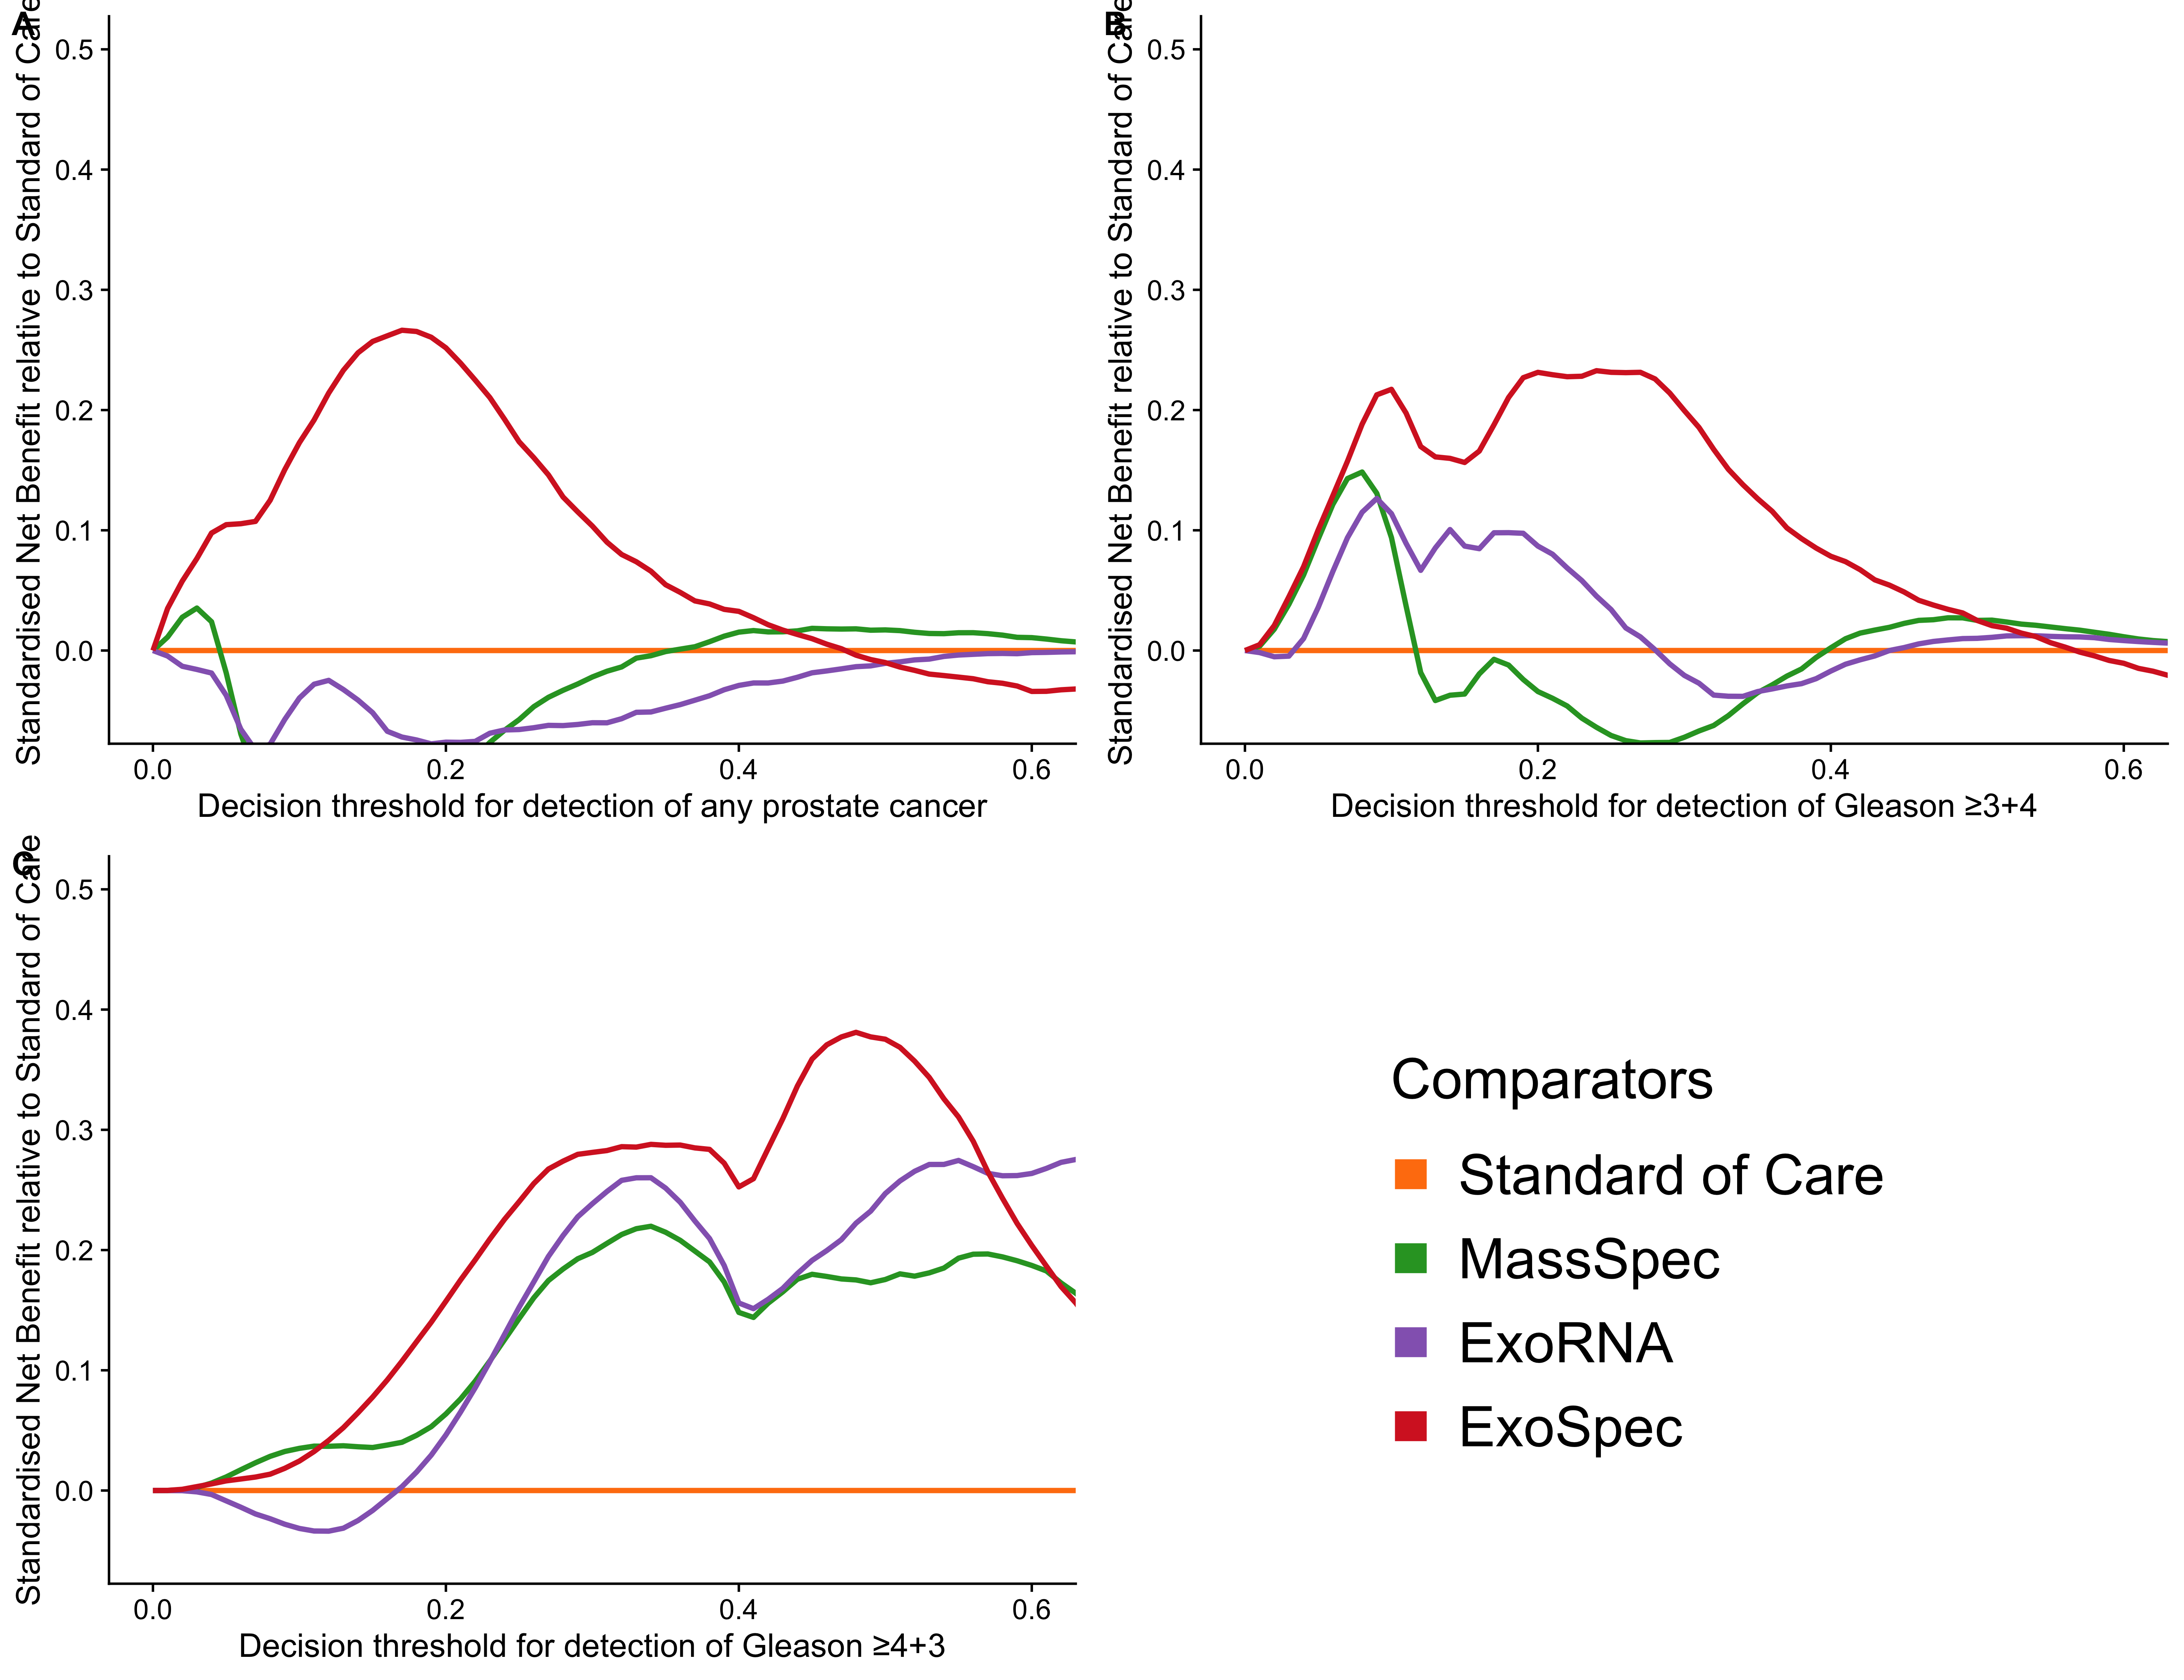 A
Standardised Net Benefit relative to Standard of Care
0.5
0.4
0.3
0.2
0.1
0.0
0.0 0.2 0.4 0.6
Decision threshold for detection of any prostate cancer
B
Standardised Net Benefit relative to Standard of Care
0.5
0.4
0.3
0.2
0.1
0.0
0.0 0.2 0.4 0.6
Decision threshold for detection of Gleason ≥3+4
C
Standardised Net Benefit relative to Standard of Care
0.5
0.4
0.3
0.2
0.1
0.0
0.0 0.2 0.4 0.6
Decision threshold for detection of Gleason ≥4+3
Comparators
Standard of Care
MassSpec
ExoRNA
ExoSpec